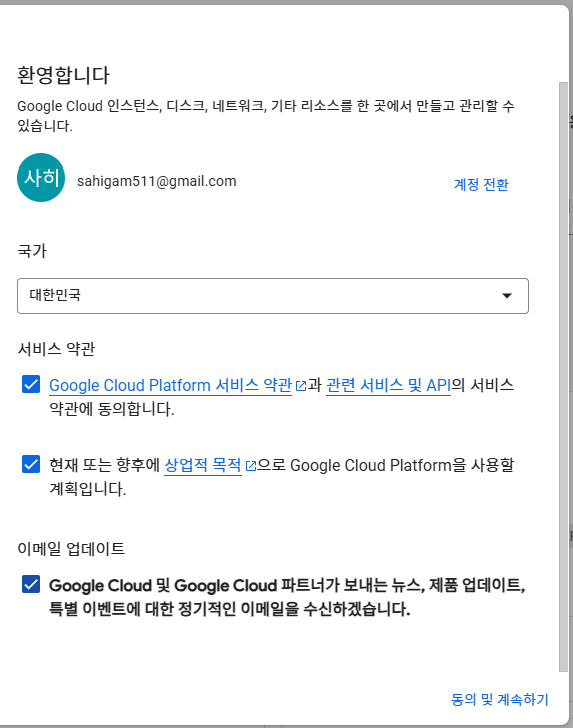 환영합니다
Google Cloud 인스턴스, 디스크, 네트워크, 기타 리소스를 한 곳에서 만들고 관리할 수
있습니다.
사히
sahigam511@gmail.com
계정 전환
국가
대한민국
서비스 약관
Google Cloud Platform 서비스 약관과 관련 서비스 및 API의 서비스
약관에 동의합니다.
현재 또는 향후에 상업적 목적으로 Google Cloud Platform을 사용할
계획입니다.
이메일 업데이트
Google Cloud 및 Google Cloud 파트너가 보내는 뉴스, 제품 업데이트,
특별 이벤트에 대한 정기적인 이메일을 수신하겠습니다.
동의 및 계속하기